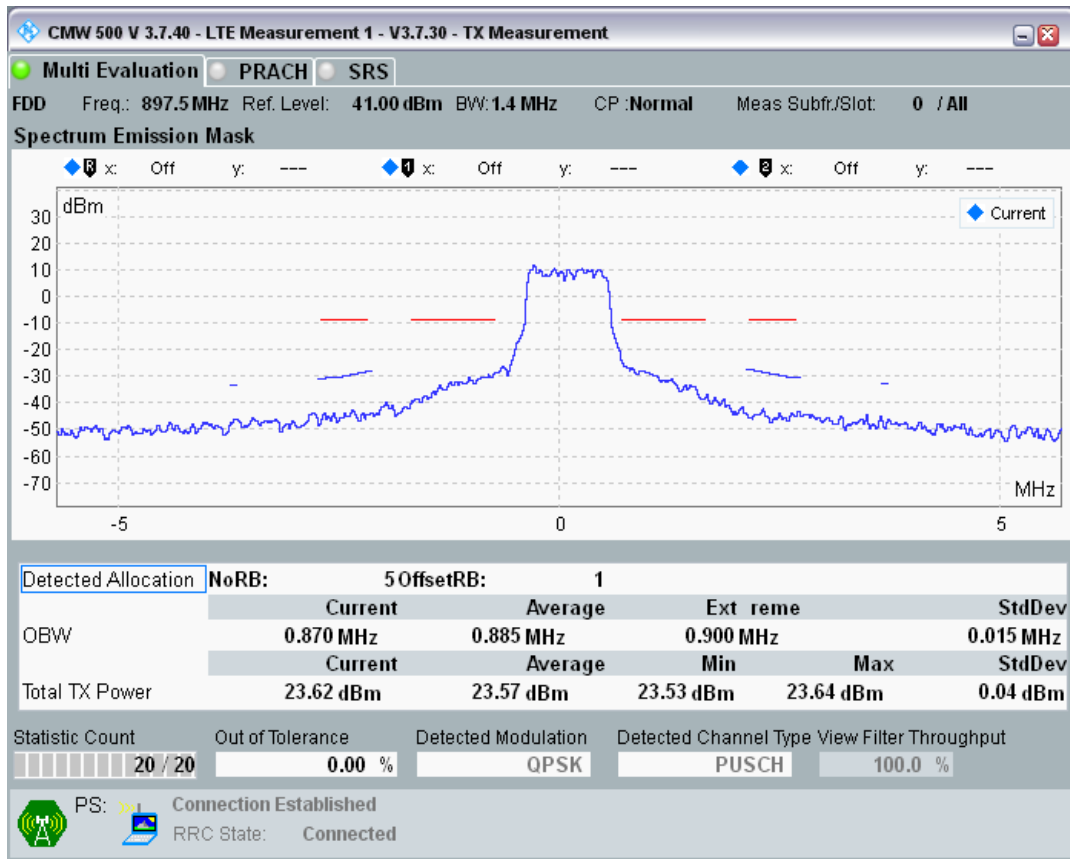 CMW 500 V 3.7.40 - LTE Measurement 1 - V3.7.30 - TX Measurement
Multi Evaluation PRACH SRS
FDD Freq.: 897.5 MHz Ref. Level: 41.00 dBm BW: 1.4 MHz CP :Normal Meas Subfr./Slot: 0 / All
Spectrum Emission Mask
R x: Off y: --- 1 x: Off y: --- 2 x: Off y: ---
dBm
Current
30
20
10
0
-10
-20
-30
-40
-50
-60
-70
MHz
-5 0 5
Detected Allocation NoRB: 5 OffsetRB: 1
Current Average Ext reme StdDev
OBW 0.870 MHz 0.885 MHz 0.900 MHz 0.015 MHz
Current Average Min Max StdDev
Total TX Power 23.62 dBm 23.57 dBm 23.53 dBm 23.64 dBm 0.04 dBm
Statistic Count Out of Tolerance Detected Modulation Detected Channel Type View Filter Throughput
20 / 20 0.00 % QPSK PUSCH 100.0 %
PS: Connection Established
RRC State: Connected